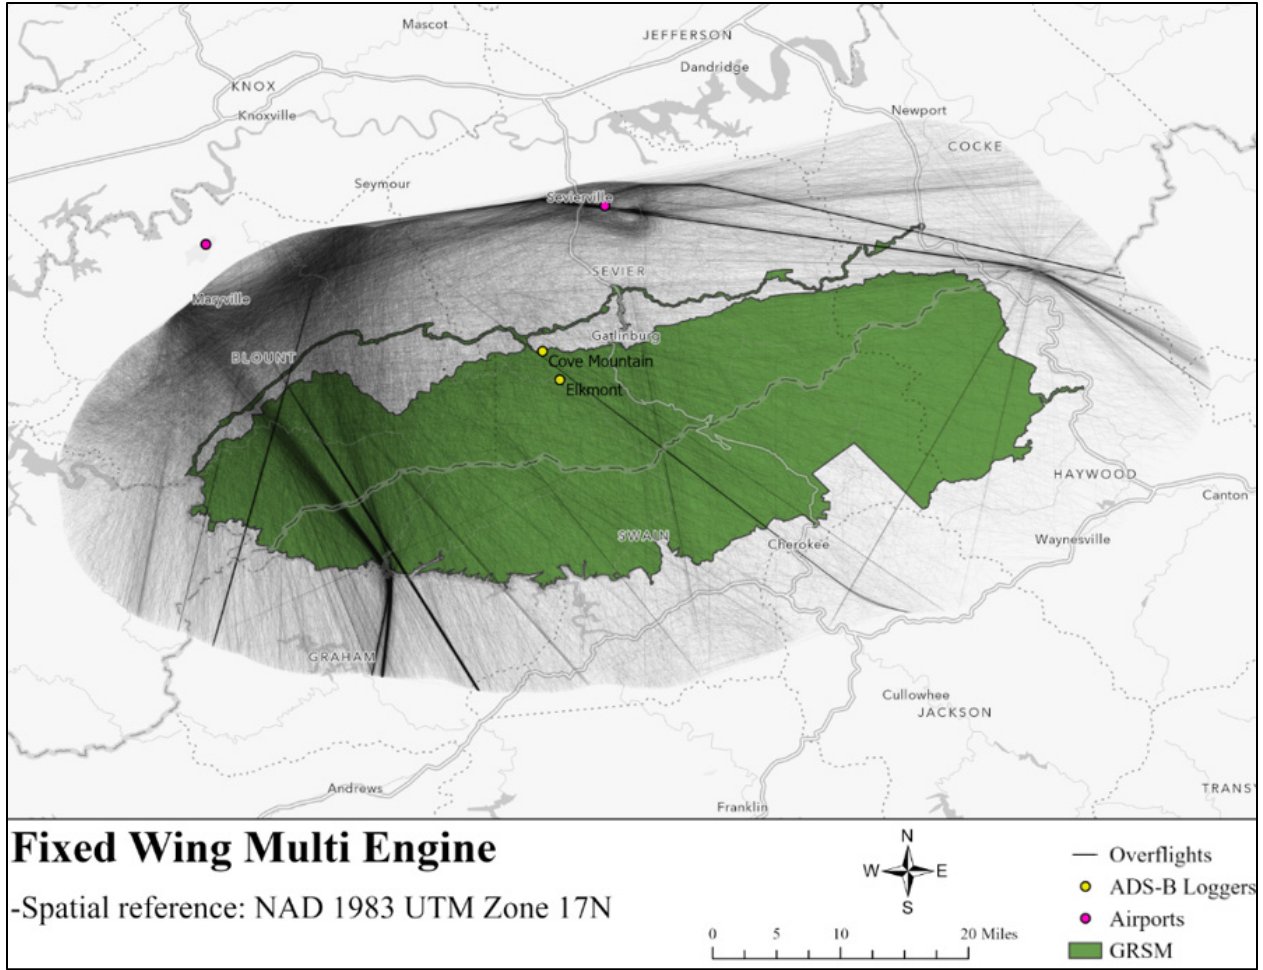 Mascot
JEFFERSON
Dandridge
KNOX
Knoxville
Newport
COCKE
Seymour
Sevierville
SEVIER
Maryville
Gatlinburg
BLOUNT
Cove Mountain
Elkmont
HAYWOOD
Canton
SWAIN
Cherokee
Waynesville
GRAHAM
Cullowhee
JACKSON
Andrews
TRANSY
Franklin
Fixed Wing Multi Engine
-Spatial reference: NAD 1983 UTM Zone 17N
N
W E
S
0 5 10 20 Miles
Overflights
ADS-B Loggers
Airports
GRSM